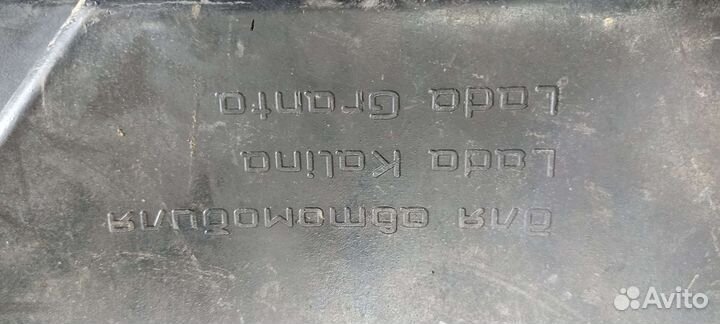 для автомобиля
Lada Kalina
Lada Granta
Avito